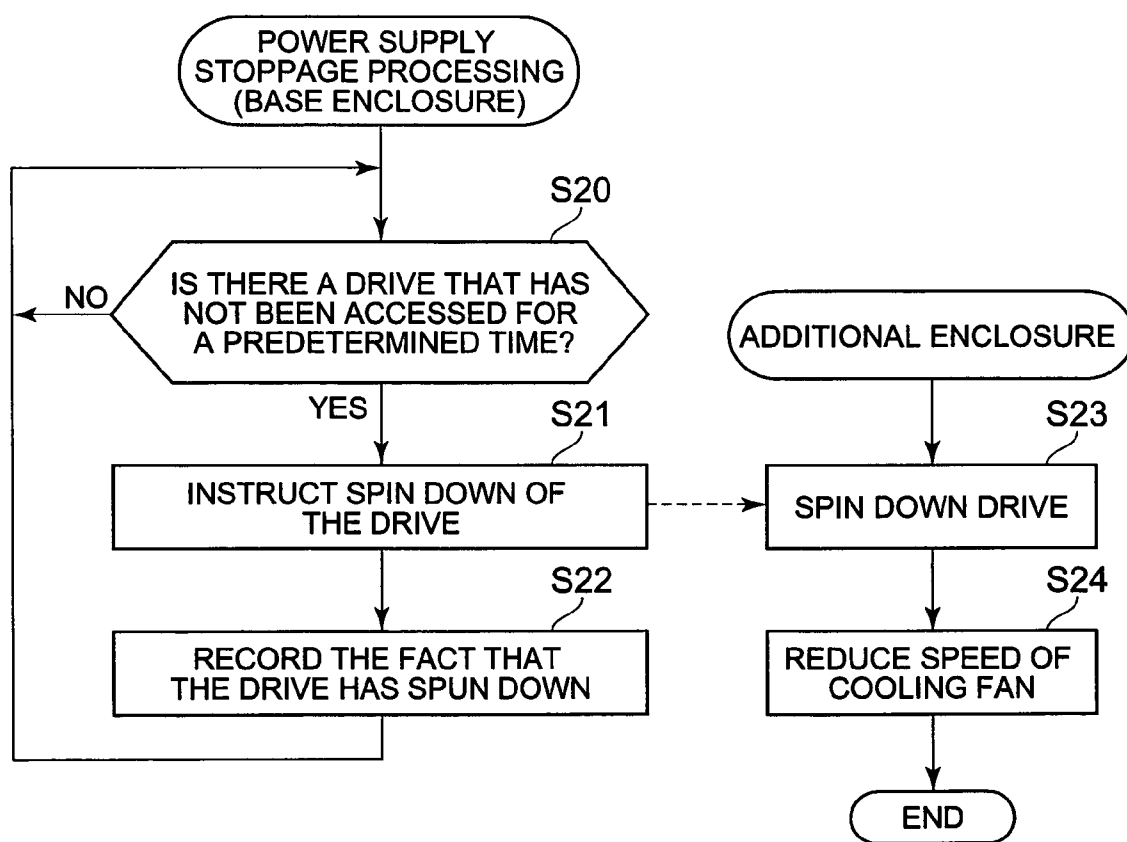 POWER SUPPLY
STOPPAGE PROCESSING
(BASE ENCLOSURE)
S20
IS THERE A DRIVE THAT HAS
NOT BEEN ACCESSED FOR
A PREDETERMINED TIME?
NO
YES
S21
INSTRUCT SPIN DOWN OF
THE DRIVE
S22
RECORD THE FACT THAT
THE DRIVE HAS SPUN DOWN
ADDITIONAL ENCLOSURE
S23
SPIN DOWN DRIVE
S24
REDUCE SPEED OF
COOLING FAN
END